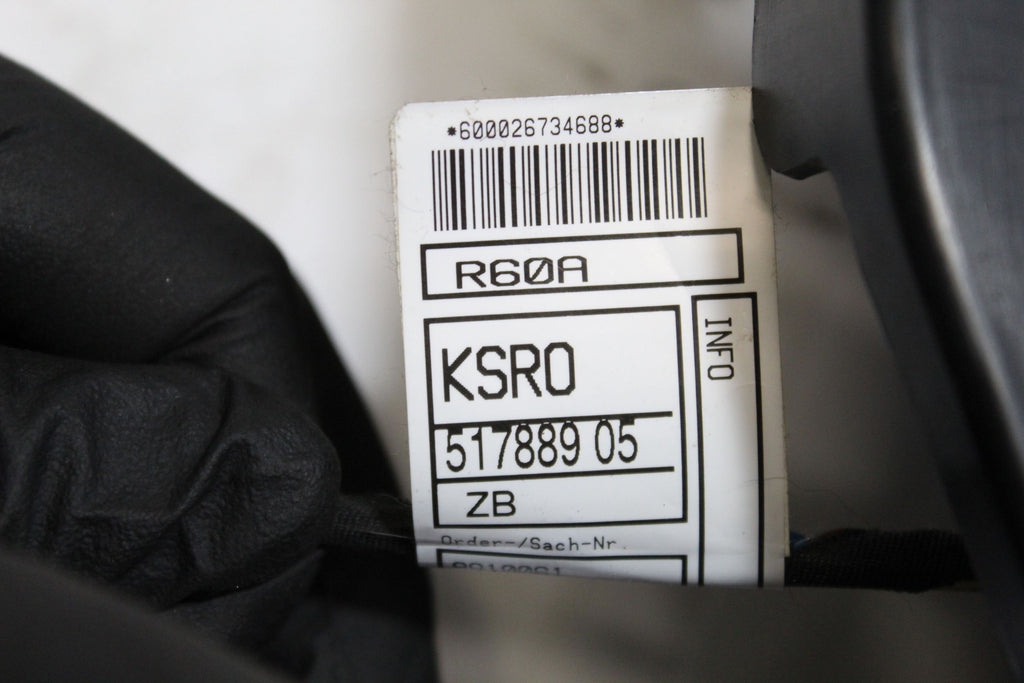 *600026734688*
R60A
KSRO
517889 05
ZB
INFO
Order-/Sach-Nr.